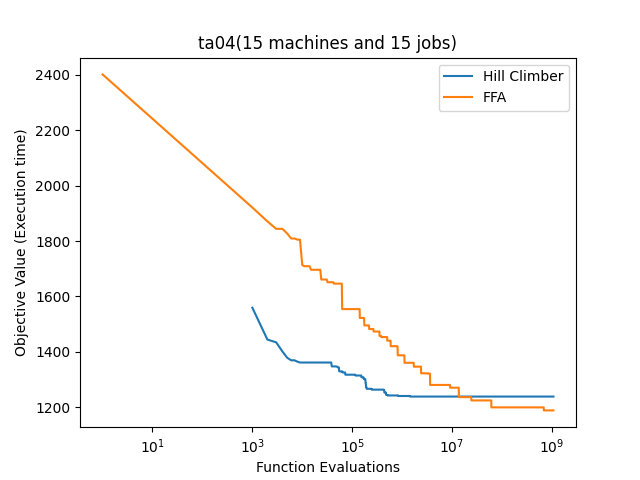 ta04(15 machines and 15 jobs)
Hill Climber
FFA
Objective Value (Execution time)
2400
2200
2000
1800
1600
1400
1200
10¹
10³
10⁵
10⁷
10⁹
Function Evaluations